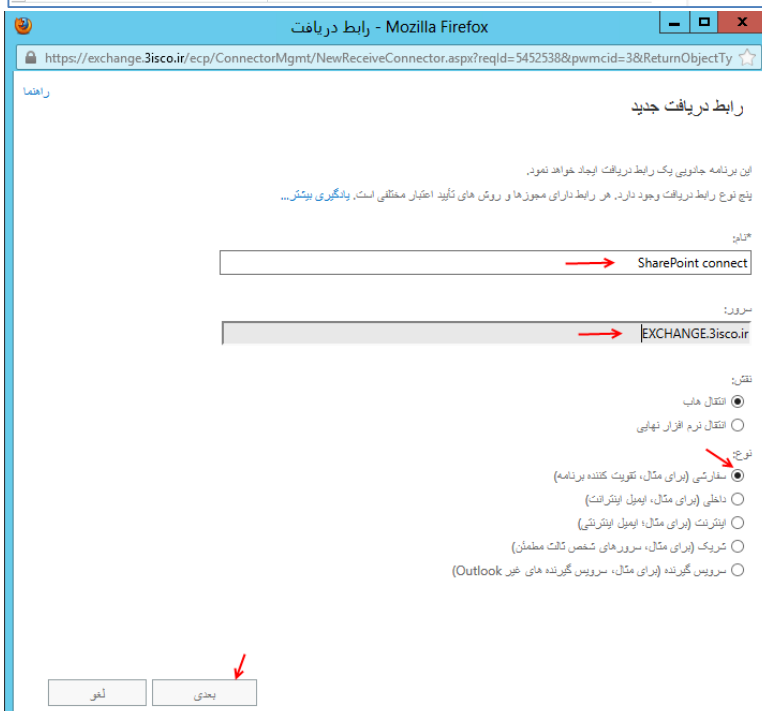 رابط دریافت - Mozilla Firefox
https://exchange.3isco.ir/ecp/ConnectorMgmt/NewReceiveConnector.aspx?reqId=5452538&pwmcid=3&ReturnObjectTy
راهنما
رابط دریافت جدید
این برنامه جادویی یک رابط دریافت ایجاد خواهد نمود.
پنج نوع رابط دریافت وجود دارد. هر رابط دارای مجوزها و روش های تأیید اعتبار مختلفی است. یادگیری بیشتر...
*نام:
SharePoint connect
سرور:
EXCHANGE.3isco.ir
نقش:
انتقال هاب
انتقال نرم افزار نهایی
نوع:
سفارشی (برای مثال، تقویت کننده برنامه)
داخلی (برای مثال، ایمیل اینترانت)
اینترنت (برای مثال؛ ایمیل اینترنتی)
شریک (برای مثال، سرورهای شخص ثالث مطمئن)
سرویس گیرنده (برای مثال، سرویس گیرنده های غیر Outlook)
بعدی
لغو